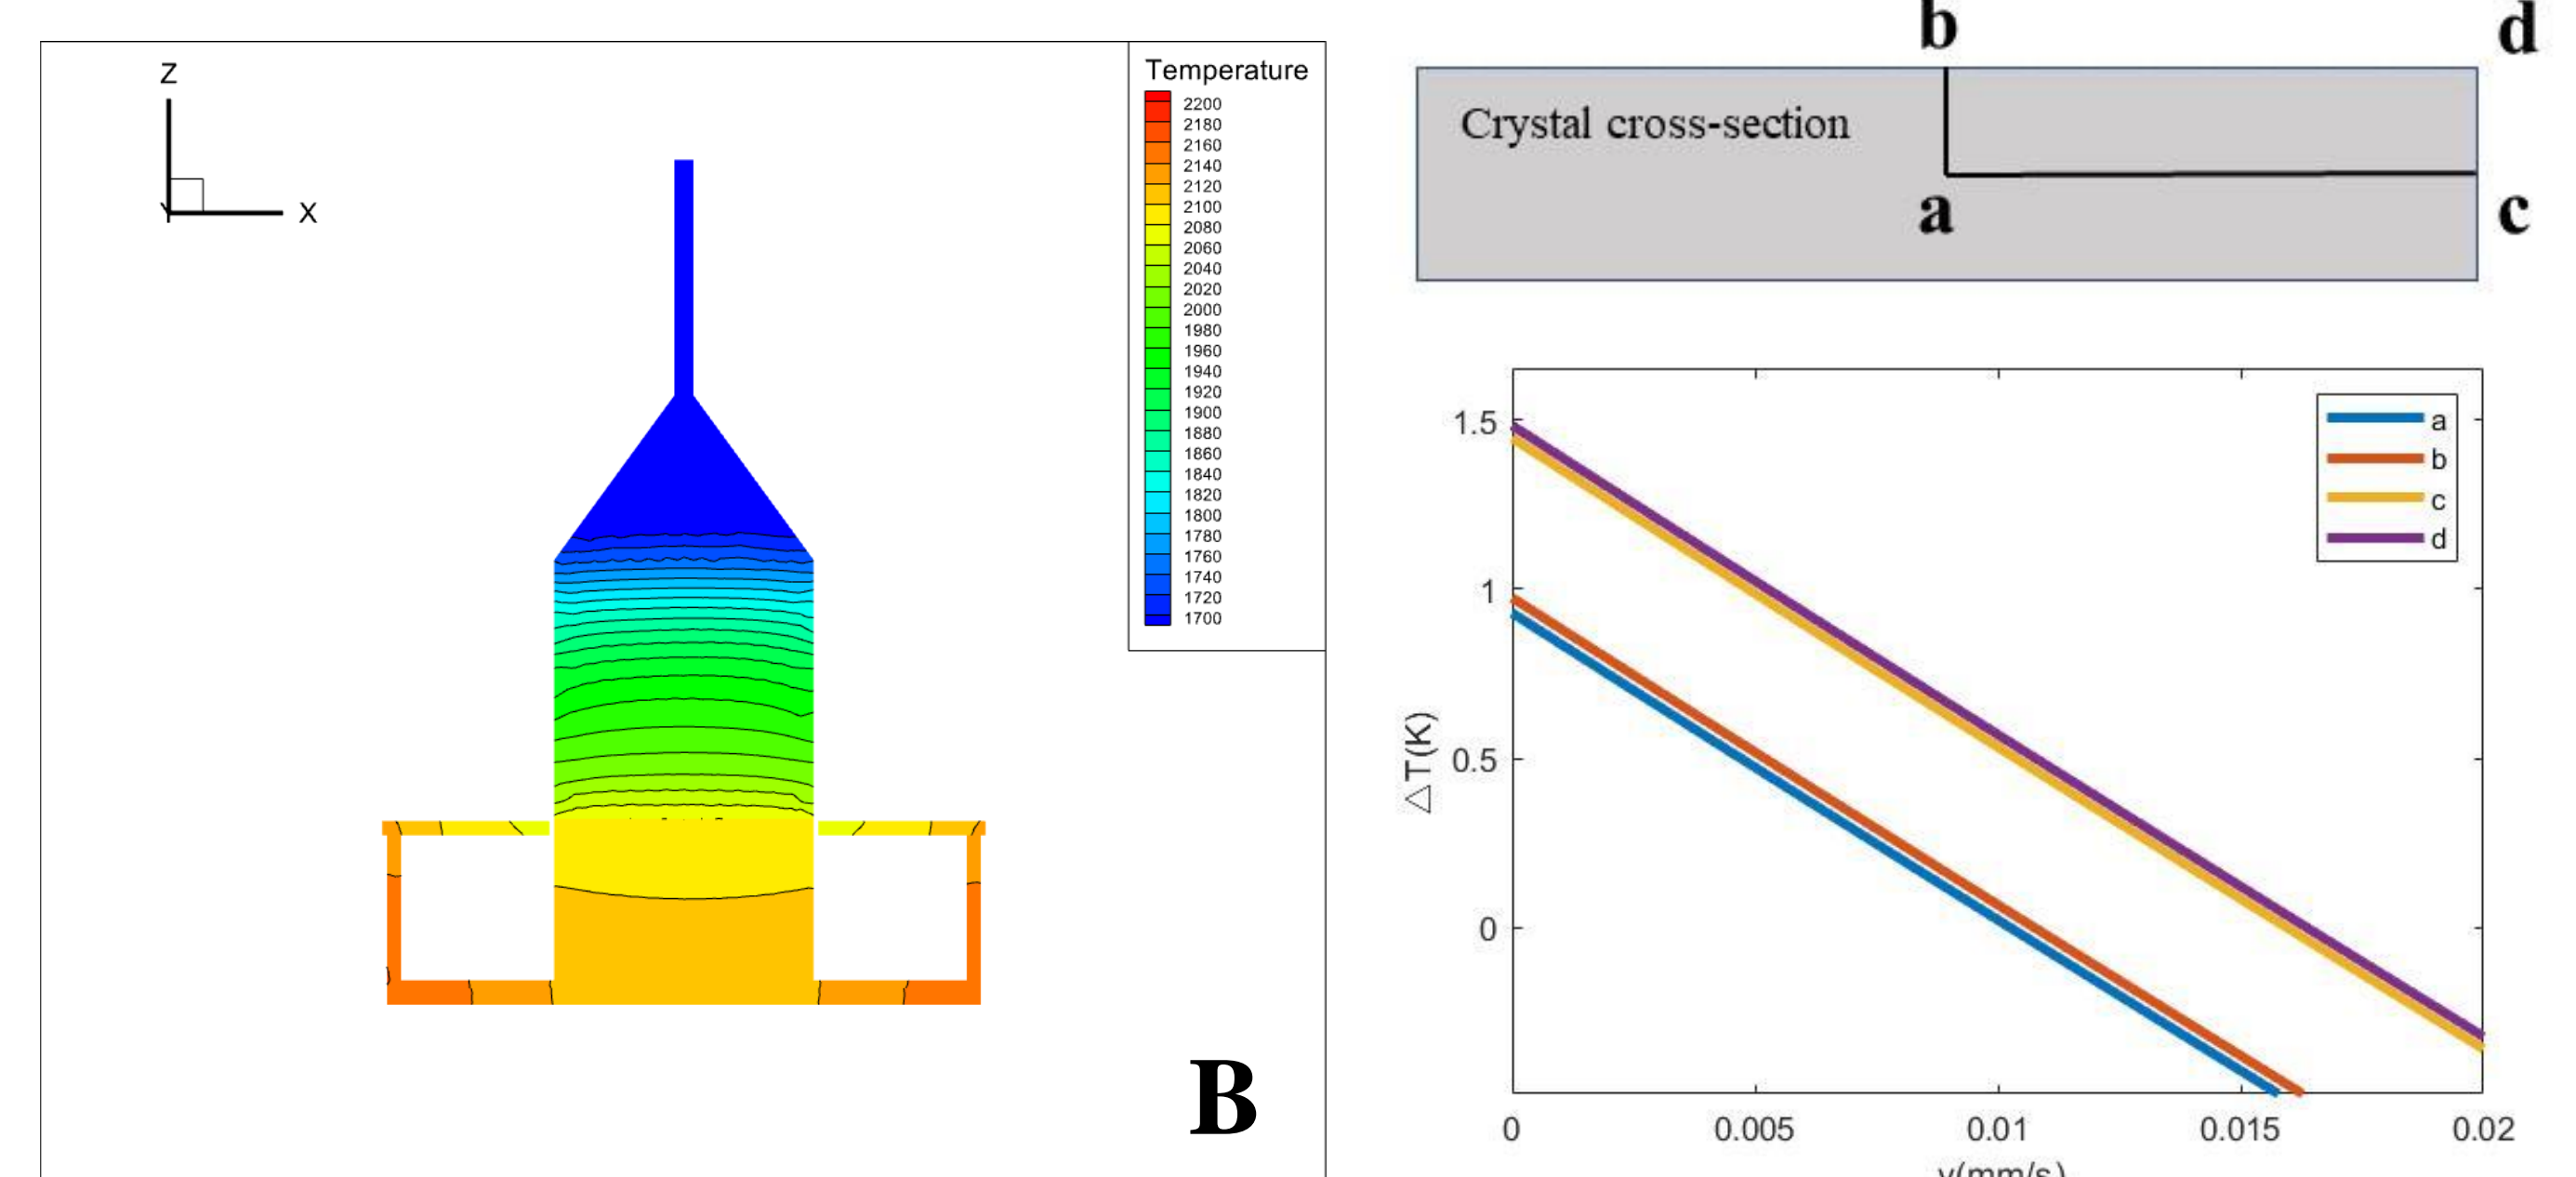 Z
X
Y
Temperature
2200
2180
2160
2140
2120
2100
2080
2060
2040
2020
2000
1980
1960
1940
1920
1900
1880
1860
1840
1820
1800
1780
1760
1740
1720
1700
B
b
d
Crystal cross-section
a
c
a
b
c
d
1.5
1
0.5
0
△T(K)
0
0.005
0.01
0.015
0.02
v(mm/s)